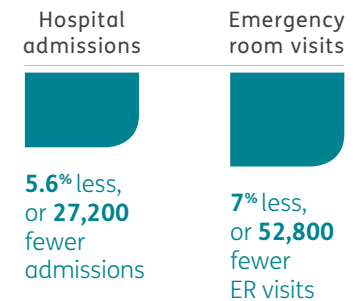 Hospital
admissions
Emergency
room visits
5.6% less,
or 27,200
fewer
admissions
7% less,
or 52,800
fewer
ER visits